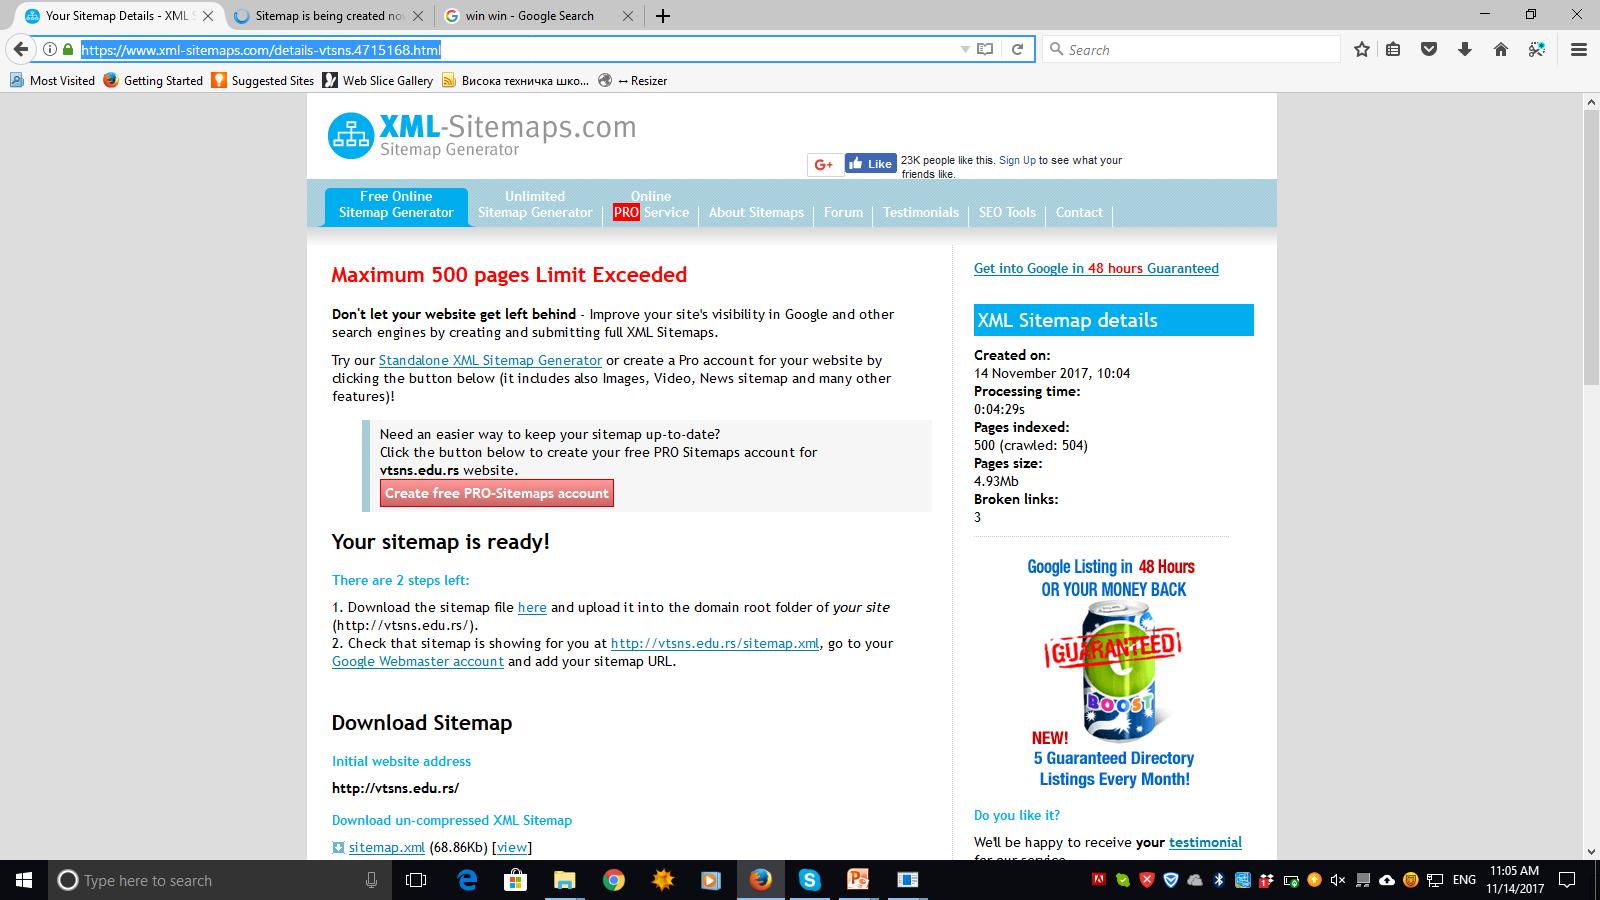 Your Sitemap Details - XML S
Sitemap is being created now
win win - Google Search
https://www.xml-sitemaps.com/details-vtsns.4715168.html
Search
Most Visited
Getting Started
Suggested Sites
Web Slice Gallery
Висока техничка шко...
↔ Resizer
XML-Sitemaps.com
Sitemap Generator
G+
Like
23K people like this. Sign Up to see what your
friends like.
Free Online
Sitemap Generator
Unlimited
Sitemap Generator
Online
PRO Service
About Sitemaps
Forum
Testimonials
SEO Tools
Contact
Maximum 500 pages Limit Exceeded
Don't let your website get left behind - Improve your site's visibility in Google and other
search engines by creating and submitting full XML Sitemaps.
Try our Standalone XML Sitemap Generator or create a Pro account for your website by
clicking the button below (it includes also Images, Video, News sitemap and many other
features)!
Need an easier way to keep your sitemap up-to-date?
Click the button below to create your free PRO Sitemaps account for
vtsns.edu.rs website.
Create free PRO-Sitemaps account
Your sitemap is ready!
There are 2 steps left:
1. Download the sitemap file here and upload it into the domain root folder of your site
(http://vtsns.edu.rs/).
2. Check that sitemap is showing for you at http://vtsns.edu.rs/sitemap.xml, go to your
Google Webmaster account and add your sitemap URL.
Download Sitemap
Initial website address
http://vtsns.edu.rs/
Download un-compressed XML Sitemap
sitemap.xml (68.86Kb) [view]
Get into Google in 48 hours Guaranteed
XML Sitemap details
Created on:
14 November 2017, 10:04
Processing time:
0:04:29s
Pages indexed:
500 (crawled: 504)
Pages size:
4.93Mb
Broken links:
3
Google Listing in 48 Hours
OR YOUR MONEY BACK
GUARANTEED
BOOST
NEW!
5 Guaranteed Directory
Listings Every Month!
Do you like it?
We'll be happy to receive your testimonial
for our service
Type here to search
ENG
11:05 AM
11/14/2017